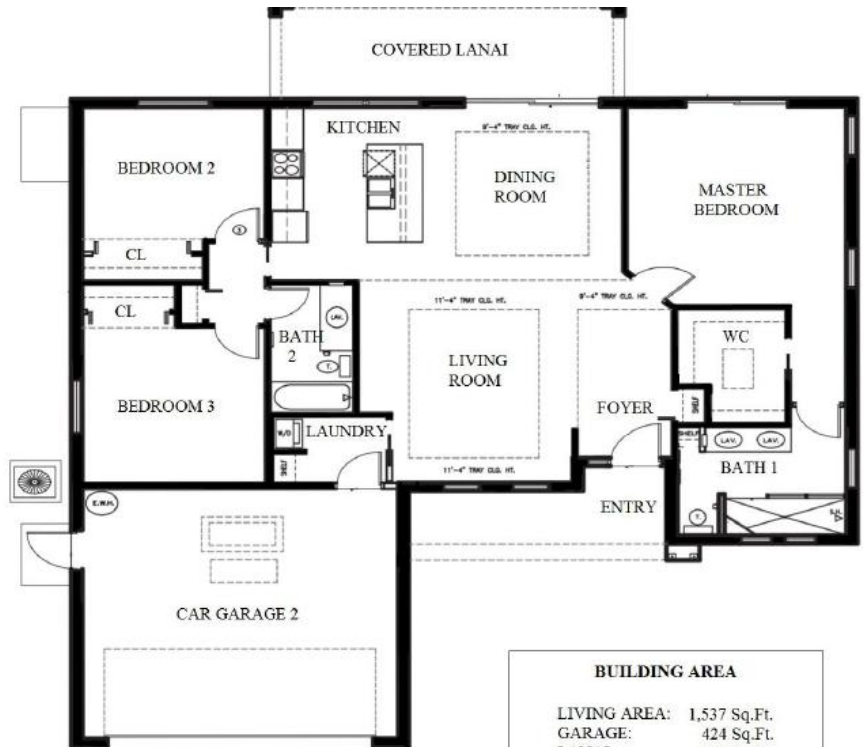 COVERED LANAI
KITCHEN
9'-4" TRAY CLG. HT.
BEDROOM 2
DINING
ROOM
MASTER
BEDROOM
3
CL
CL
11'-4" TRAY CLG. HT.
9'-4" TRAY CLG. HT.
LAV.
BATH
2
T.
WC
LIVING
ROOM
BEDROOM 3
FOYER
SHELF
W/D
LAUNDRY
SHELF
LAV.
LAV.
SHELF
BATH 1
11'-4" TRAY CLG. HT.
E.W.H.
ENTRY
T.
CAR GARAGE 2
BUILDING AREA
LIVING AREA: 1,537 Sq.Ft.
GARAGE: 424 Sq.Ft.